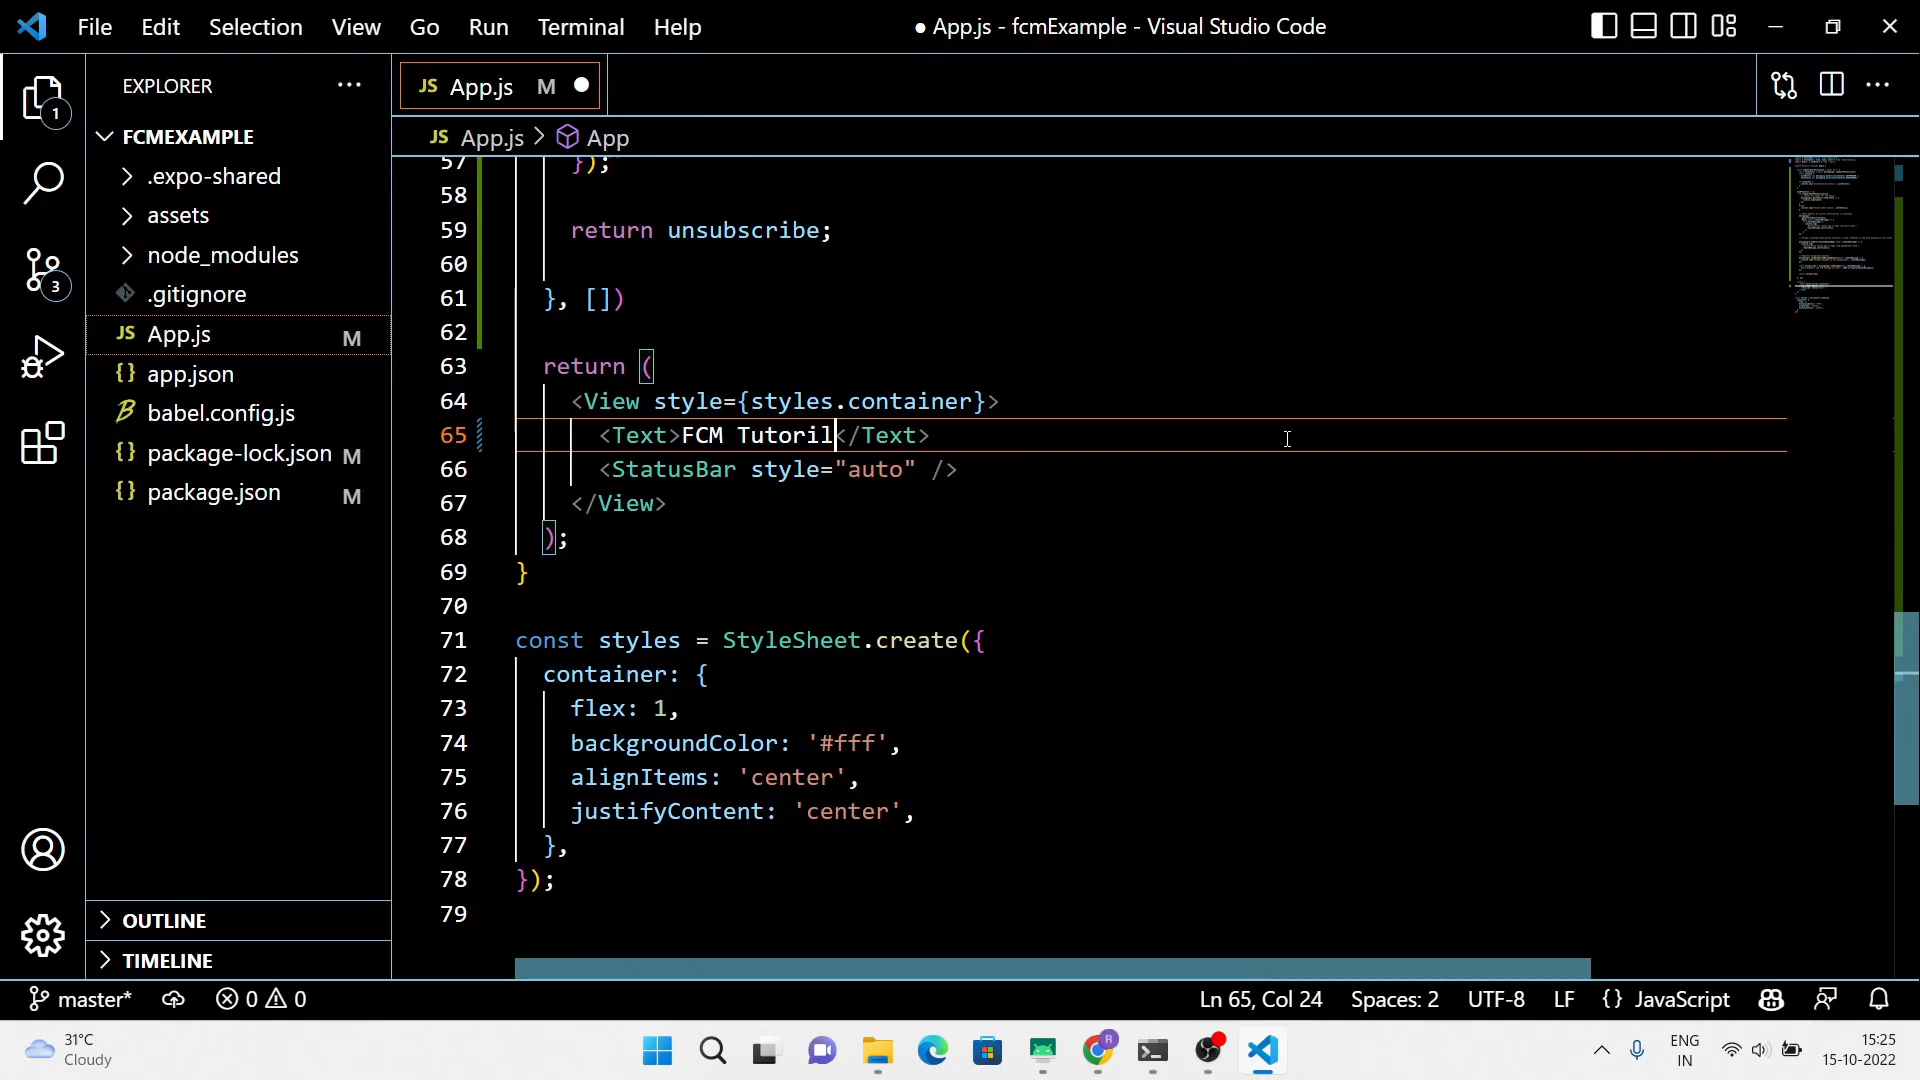 File Edit Selection View Go Run Terminal Help
● App.js - fcmExample - Visual Studio Code
EXPLORER
JS App.js M
1
FCMEXAMPLE
JS App.js > App
.expo-shared
assets
node_modules
.gitignore
JS App.js M
{} app.json
babel.config.js
{} package-lock.json M
{} package.json M
3
OUTLINE
TIMELINE
57 });
58
59 return unsubscribe;
60
61 }, [])
62
63 return (
64 <View style={styles.container}>
65 <Text>FCM Tutoril</Text>
66 <StatusBar style="auto" />
67 </View>
68 );
69 }
70
71 const styles = StyleSheet.create({
72 container: {
73 flex: 1,
74 backgroundColor: '#fff',
75 alignItems: 'center',
76 justifyContent: 'center',
77 },
78 });
79
master* 0 0 Ln 65, Col 24 Spaces: 2 UTF-8 LF {} JavaScript
31°C
Cloudy
R
ENG
IN
15:25
15-10-2022